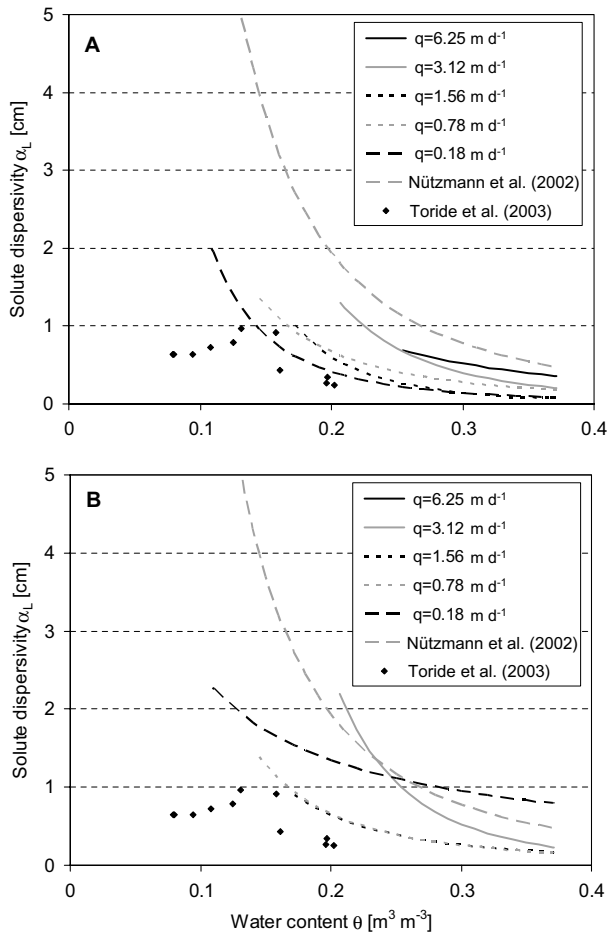 5
4
3
2
1
0
Solute dispersivity αL [cm]
A
q=6.25 m d-1
q=3.12 m d-1
q=1.56 m d-1
q=0.78 m d-1
q=0.18 m d-1
Nützmann et al. (2002)
Toride et al. (2003)
0 0.1 0.2 0.3 0.4
5
4
3
2
1
0
Solute dispersivity αL [cm]
B
q=6.25 m d-1
q=3.12 m d-1
q=1.56 m d-1
q=0.78 m d-1
q=0.18 m d-1
Nützmann et al. (2002)
Toride et al. (2003)
0 0.1 0.2 0.3 0.4
Water content θ [m3 m-3]